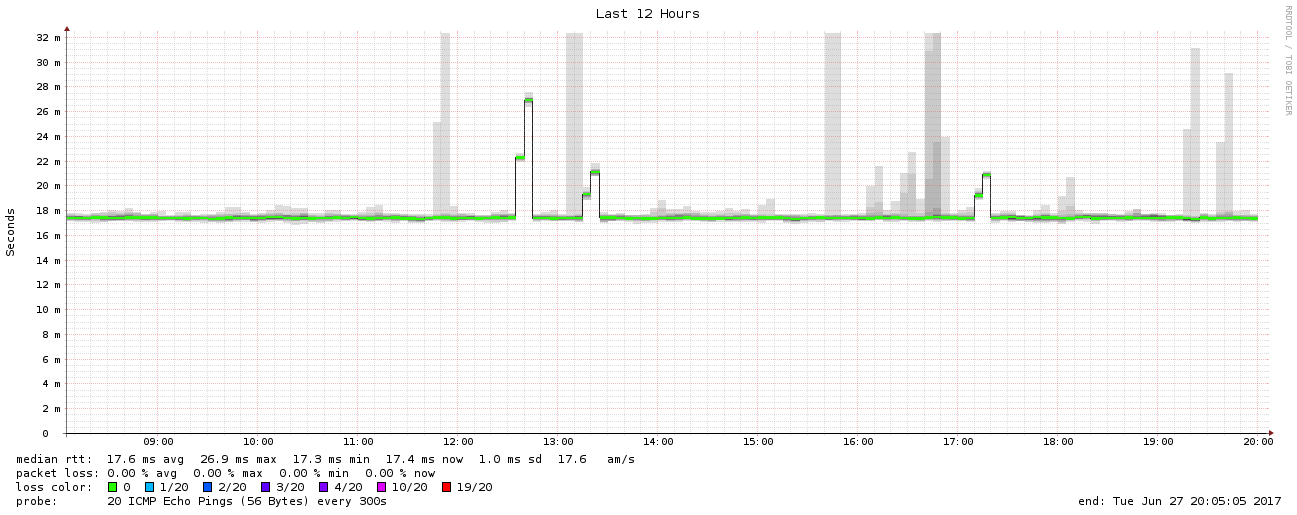 Last 12 Hours
RRDTOOL / TOBI OETIKER
Seconds
32 m
30 m
28 m
26 m
24 m
22 m
20 m
18 m
16 m
14 m
12 m
10 m
8 m
6 m
4 m
2 m
0
09:00 10:00 11:00 12:00 13:00 14:00 15:00 16:00 17:00 18:00 19:00 20:00
median rtt: 17.6 ms avg 26.9 ms max 17.3 ms min 17.4 ms now 1.0 ms sd 17.6 am/s
packet loss: 0.00 % avg 0.00 % max 0.00 % min 0.00 % now
loss color: 0 1/20 2/20 3/20 4/20 10/20 19/20
probe: 20 ICMP Echo Pings (56 Bytes) every 300s end: Tue Jun 27 20:05:05 2017